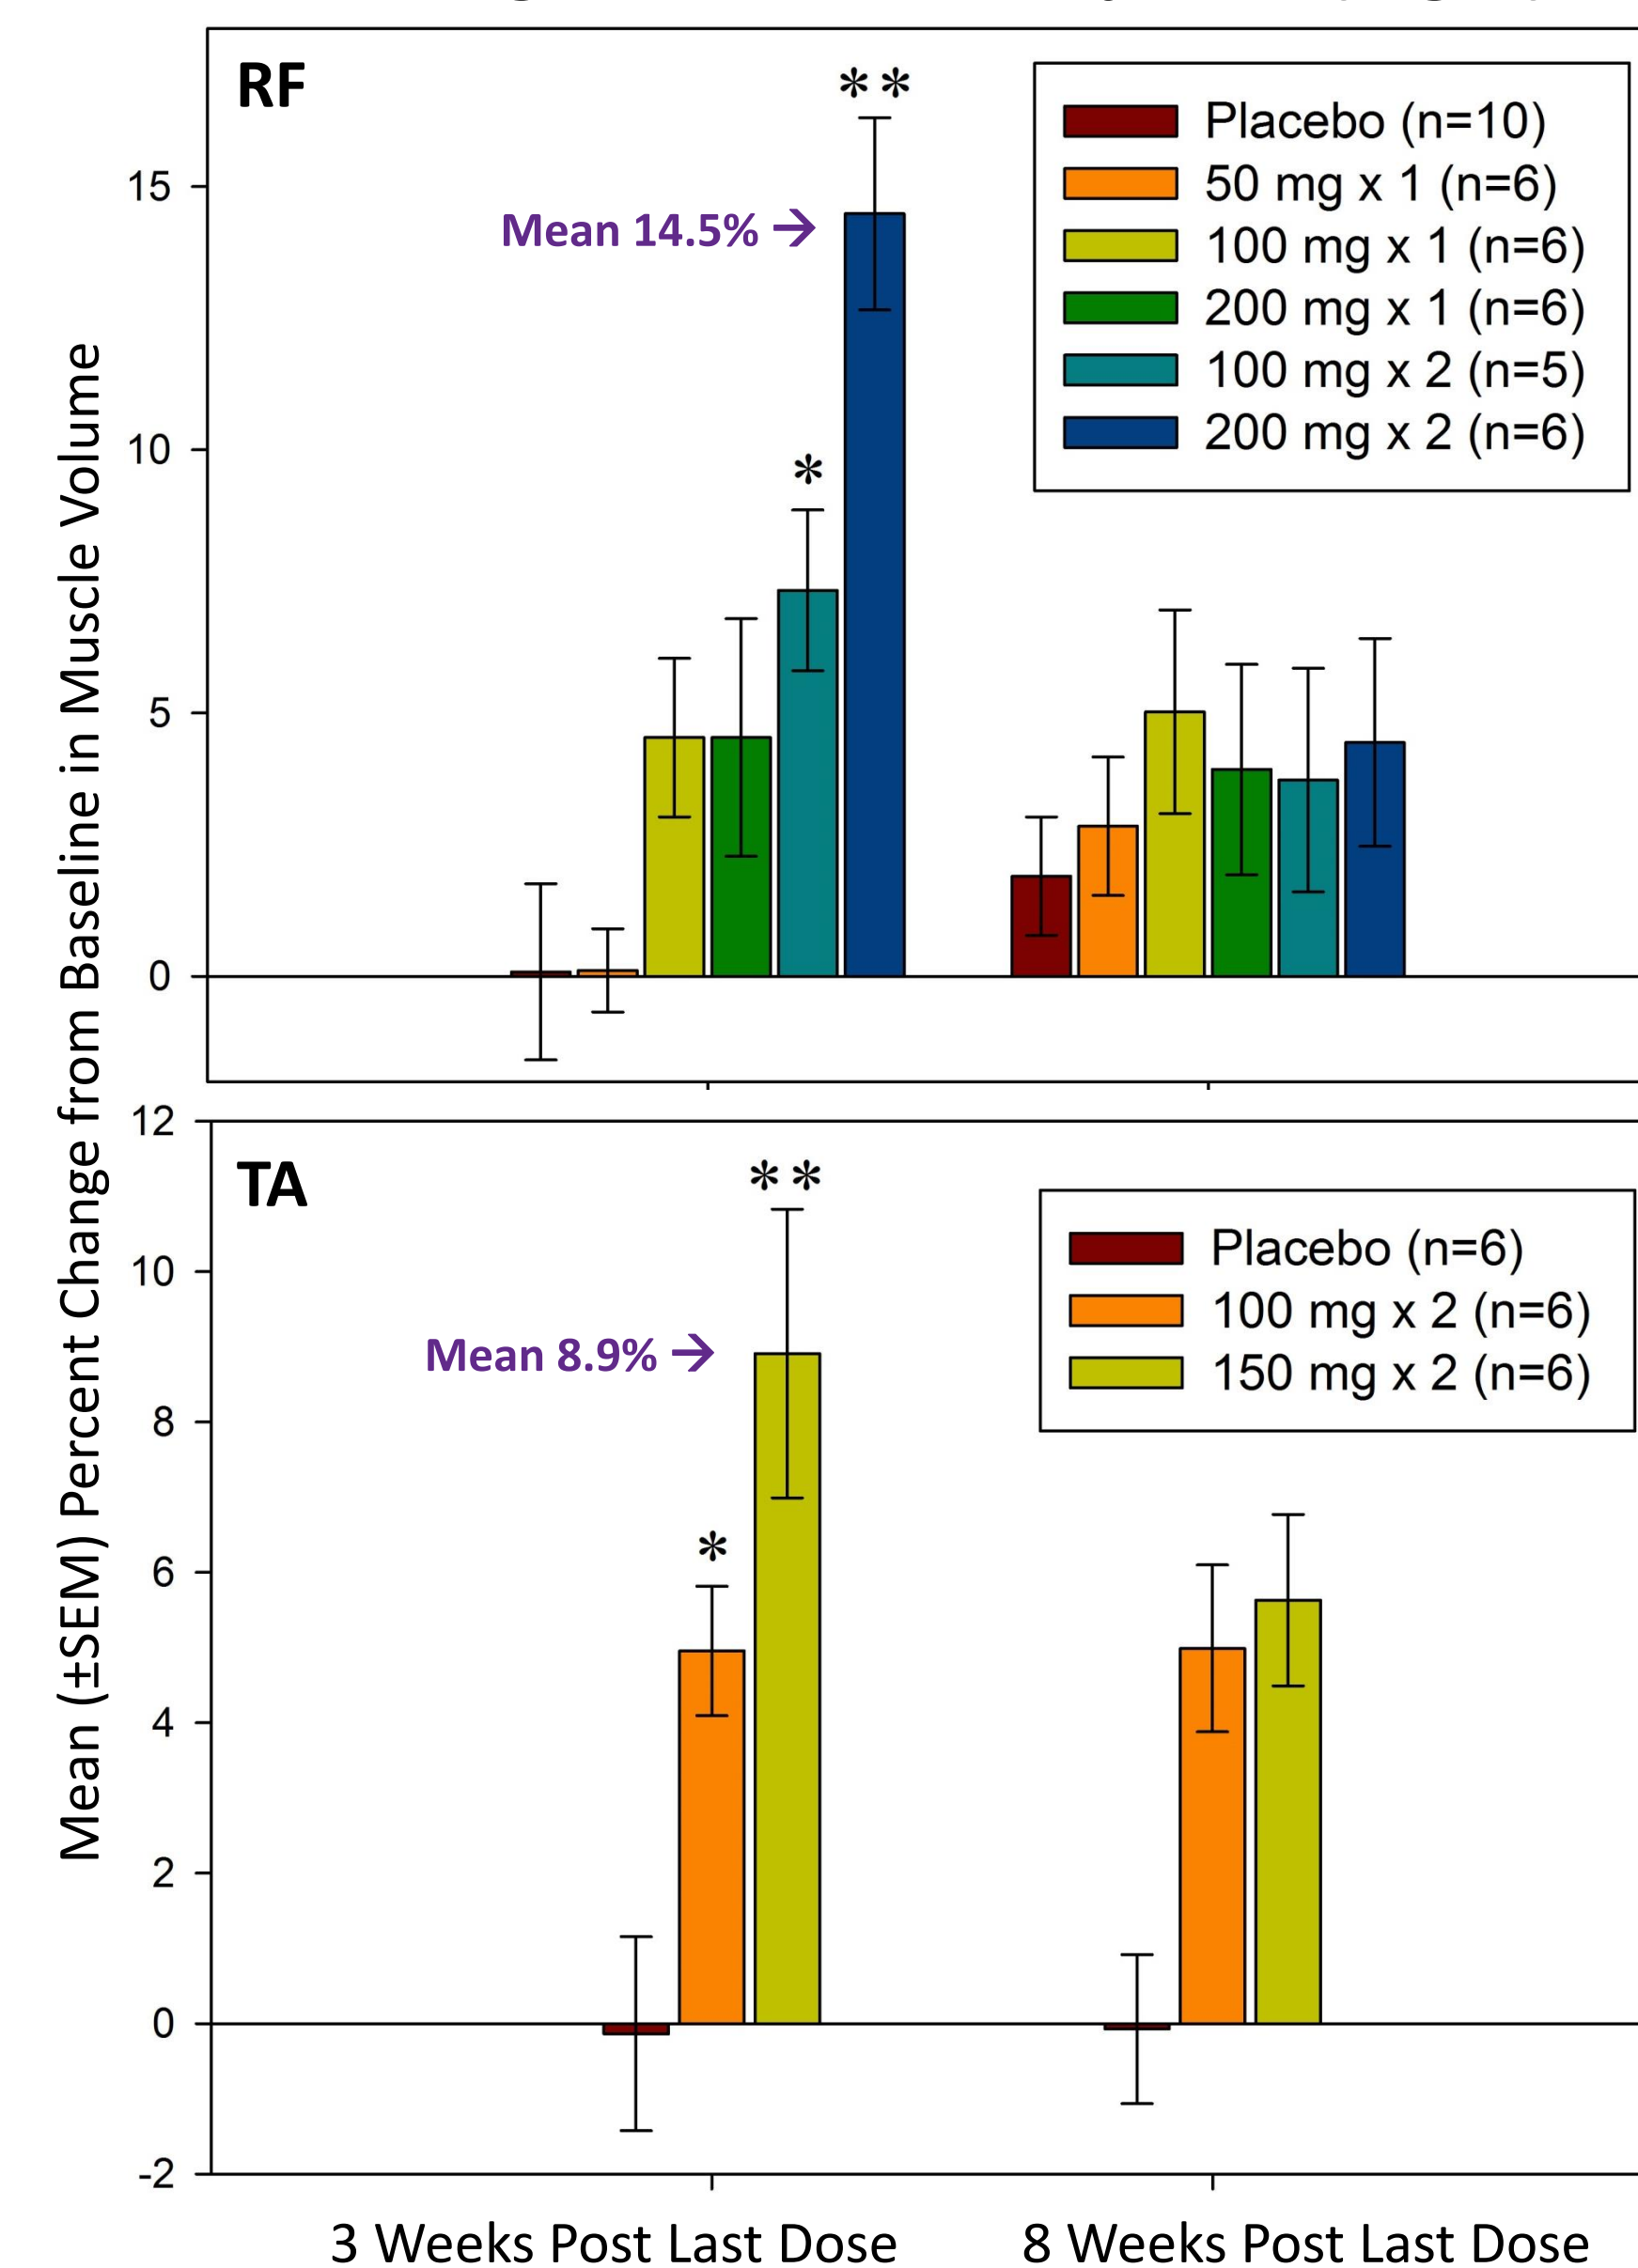 RF
**
15
Mean 14.5% →
10
*
5
0
Placebo (n=10)
50 mg x 1 (n=6)
100 mg x 1 (n=6)
200 mg x 1 (n=6)
100 mg x 2 (n=5)
200 mg x 2 (n=6)
Mean (±SEM) Percent Change from Baseline in Muscle Volume
TA
**
12
10
Mean 8.9% →
8
*
6
4
2
0
-2
Placebo (n=6)
100 mg x 2 (n=6)
150 mg x 2 (n=6)
3 Weeks Post Last Dose
8 Weeks Post Last Dose